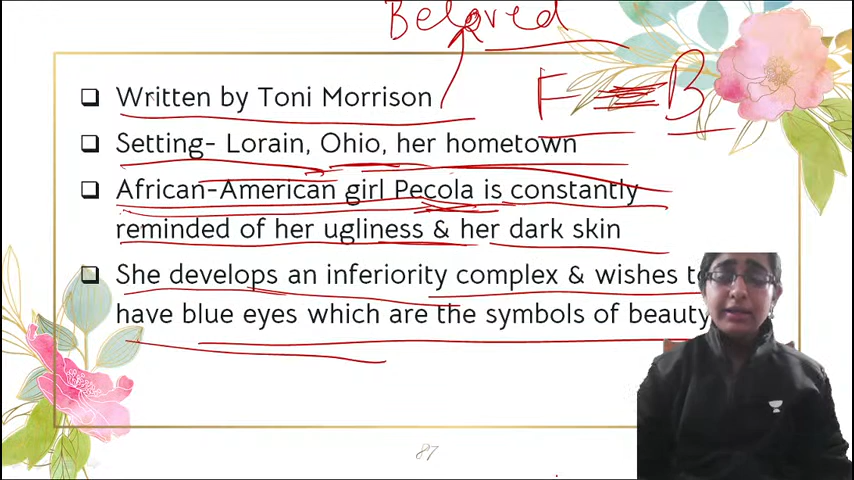 Beloved
F B
Written by Toni Morrison
Setting- Lorain, Ohio, her hometown
African-American girl Pecola is constantly
reminded of her ugliness & her dark skin
She develops an inferiority complex & wishes
have blue eyes which are the symbols of beauty
87